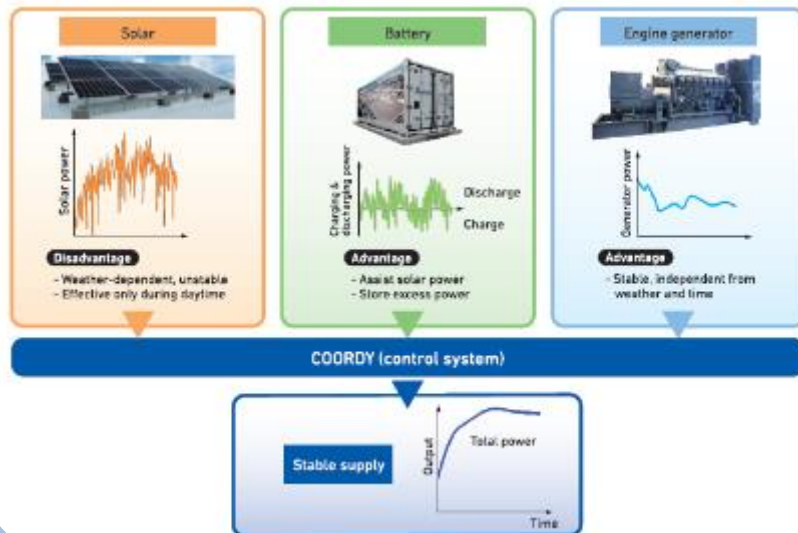 Solar
Battery
Engine generator
Solar power
Charging &
discharging power
Discharge
Charge
Generator power
Disadvantage
- Weather-dependent, unstable
- Effective only during daytime
Advantage
- Assist solar power
- Store excess power
Advantage
- Stable, independent from
weather and time
COORDY (control system)
Stable supply
Output
Total power
Time